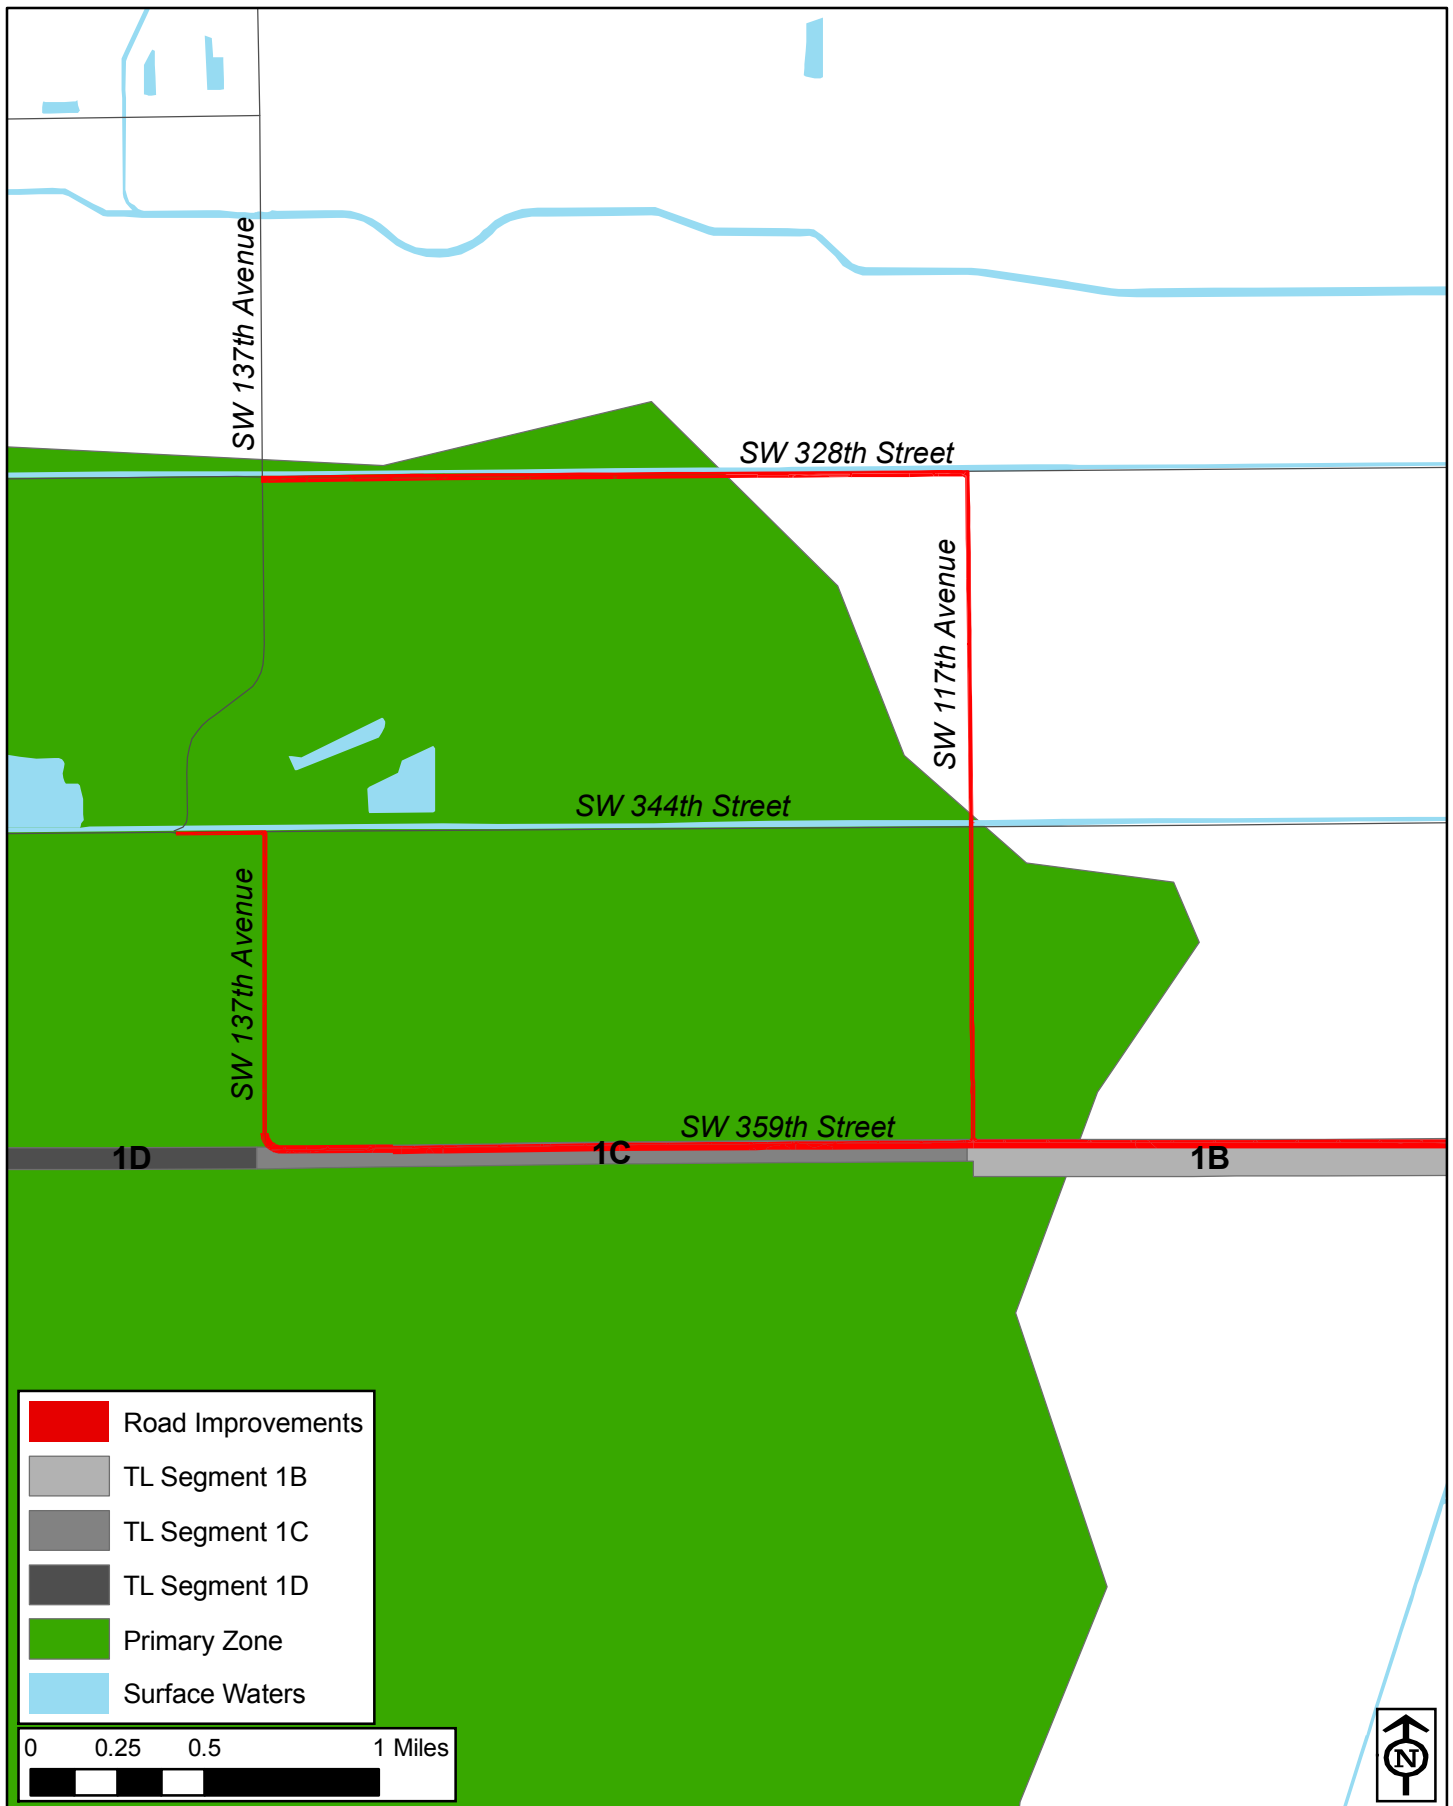 SW 137th Avenue
SW 328th Street
SW 117th Avenue
SW 344th Street
SW 137th Avenue
SW 359th Street
1D
1C
1B
Road Improvements
TL Segment 1B
TL Segment 1C
TL Segment 1D
Primary Zone
Surface Waters
0 0.25 0.5 1 Miles
N